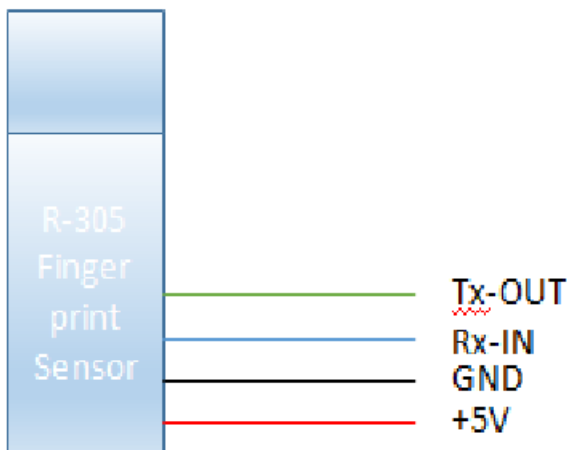 R-305
Finger
print
Sensor
Tx-OUT
Rx-IN
GND
+5V